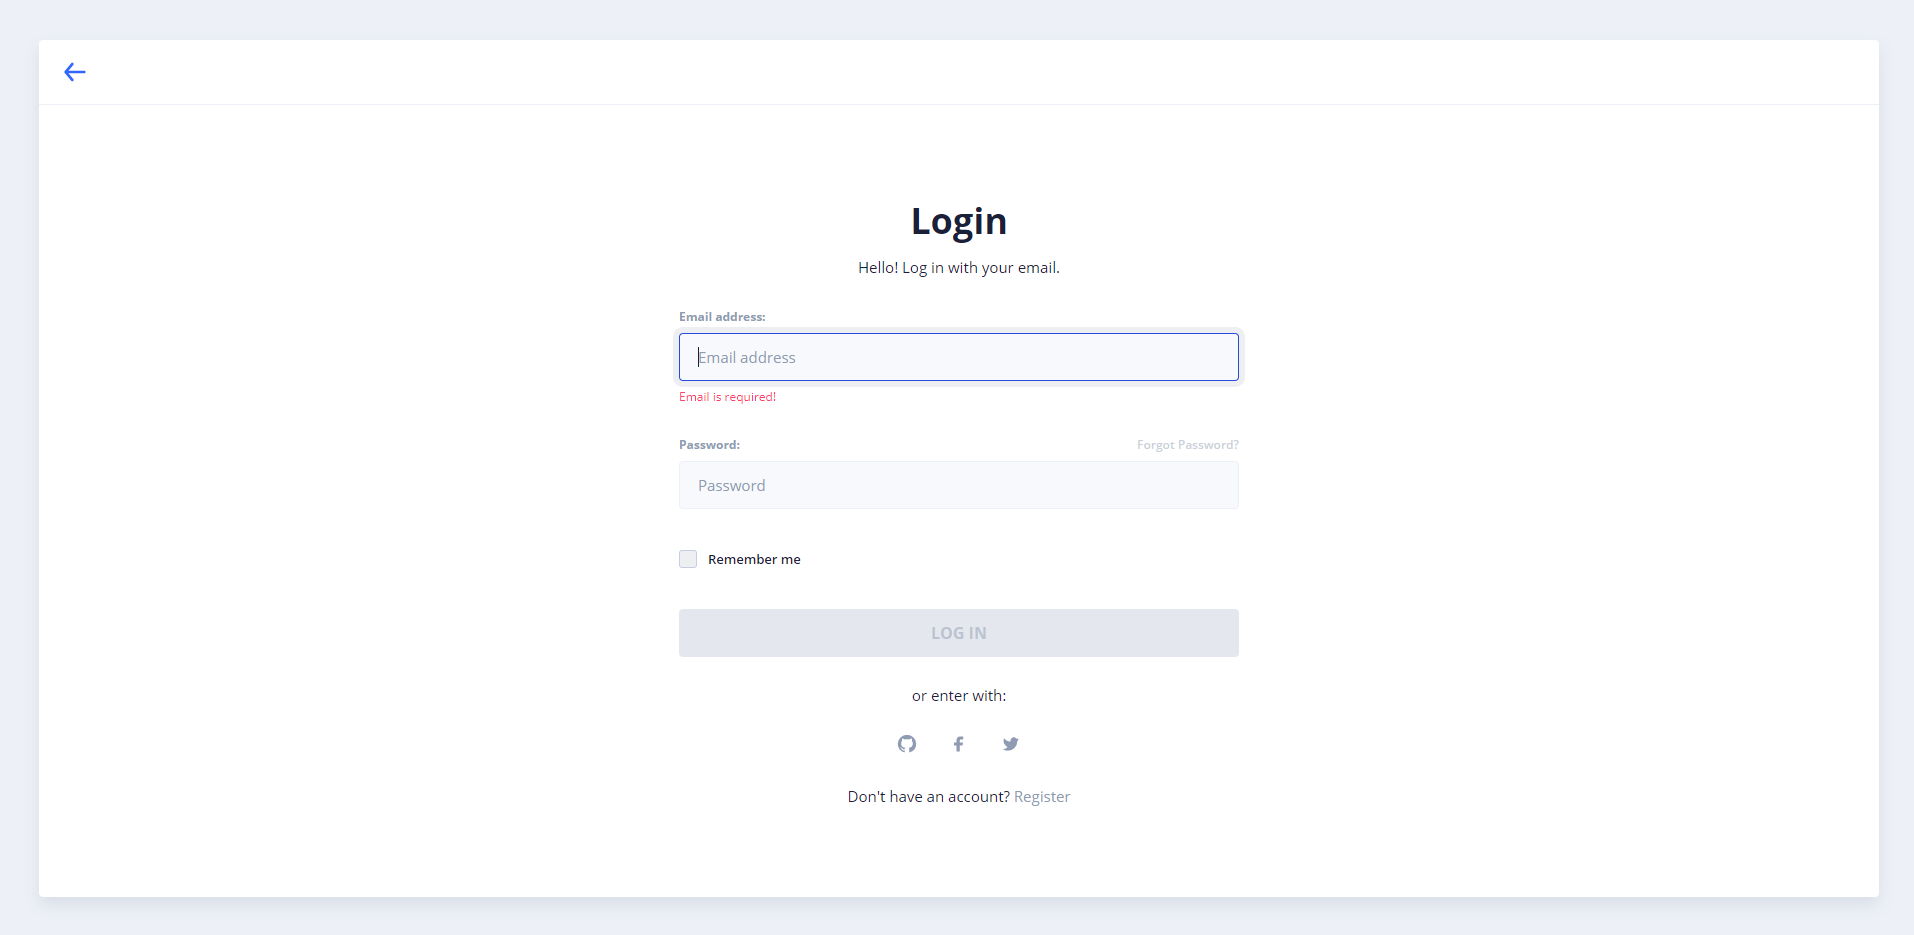 Login
Hello! Log in with your email.
Email address:
Email address
Email is required!
Password: Forgot Password?
Password
Remember me
LOG IN
or enter with:
Don't have an account? Register